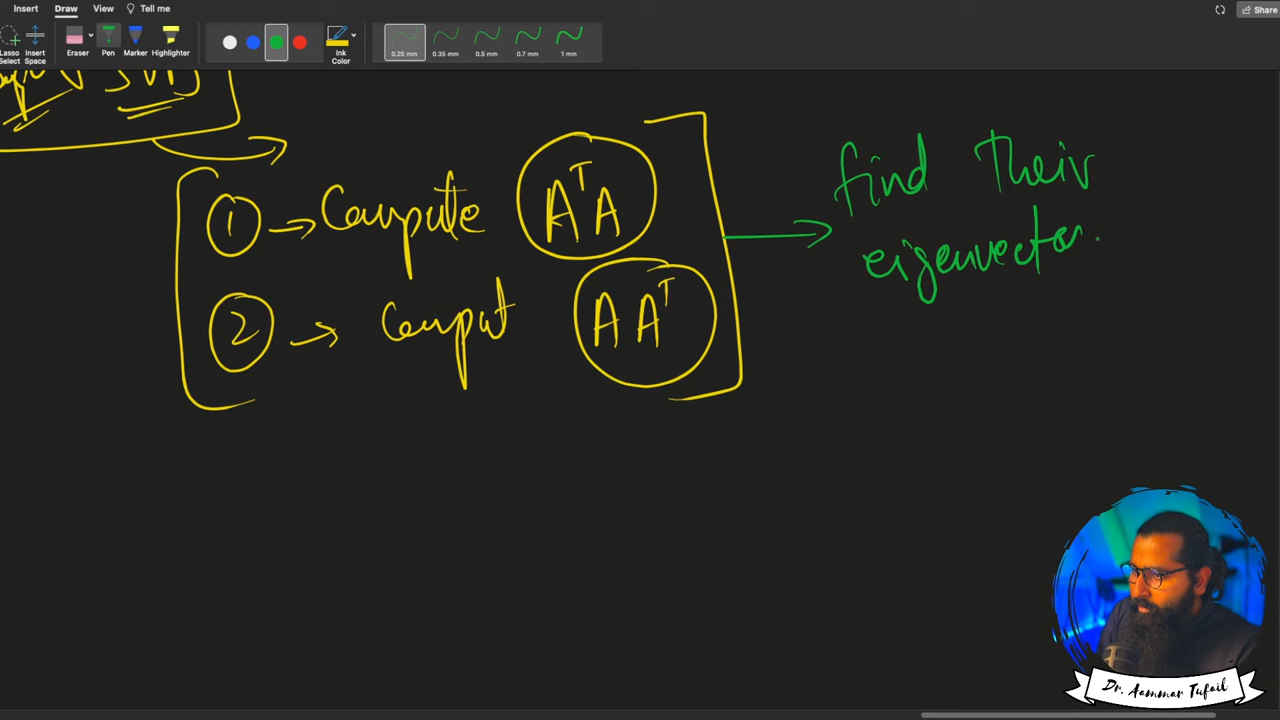 Insert Draw View Tell me
Share
Lasso Select
Insert Space
Eraser
Pen
Marker
Highlighter
Ink Color
0.25 mm 0.35 mm 0.5 mm 0.7 mm 1 mm
SVD
1 → Compute AᵀA
2 → Comput AAᵀ
find their
eigenvector.
Dr. Aammar Tufail